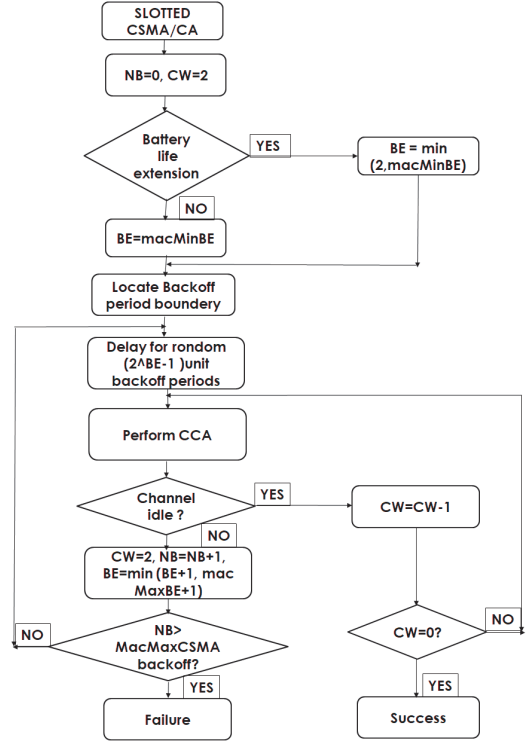 SLOTTED
CSMA/CA
NB=0, CW=2
Battery
life
extension
YES
BE = min
(2,macMinBE)
NO
BE=macMinBE
Locate Backoff
period boundery
Delay for rondom
(2^BE-1 )unit
backoff periods
Perform CCA
Channel
idle ?
YES
CW=CW-1
NO
CW=2, NB=NB+1,
BE=min (BE+1, mac
MaxBE+1)
NO
NB>
MacMaxCSMA
backoff?
CW=0?
NO
YES
YES
Failure
Success